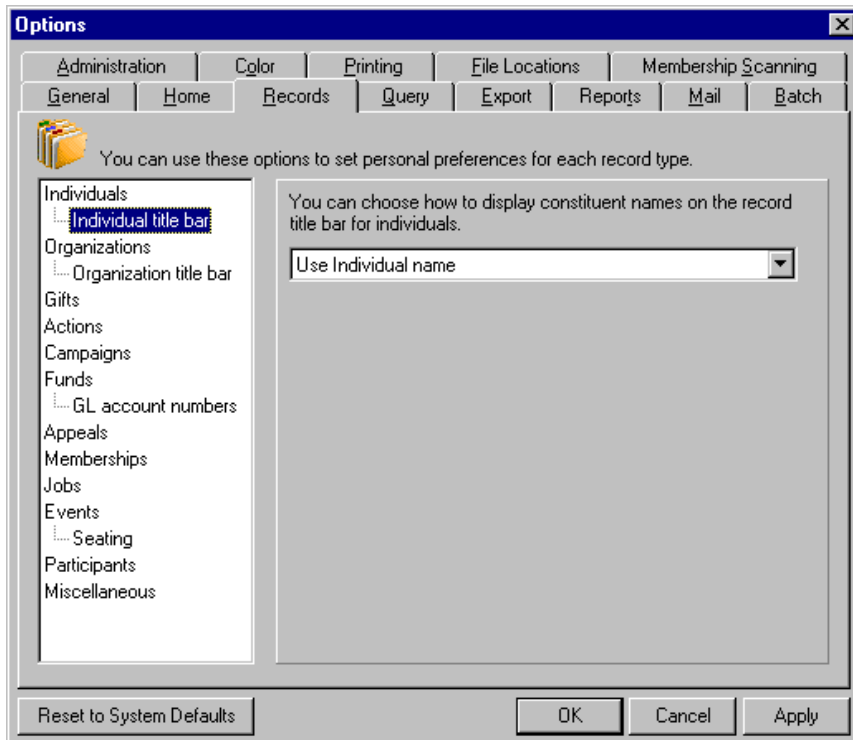 Options
Administration Color Printing File Locations Membership Scanning
General Home Records Query Export Reports Mail Batch
You can use these options to set personal preferences for each record type.
Individuals
Individual title bar
Organizations
Organization title bar
Gifts
Actions
Campaigns
Funds
GL account numbers
Appeals
Memberships
Jobs
Events
Seating
Participants
Miscellaneous
You can choose how to display constituent names on the record
title bar for individuals.
Use Individual name
Reset to System Defaults OK Cancel Apply